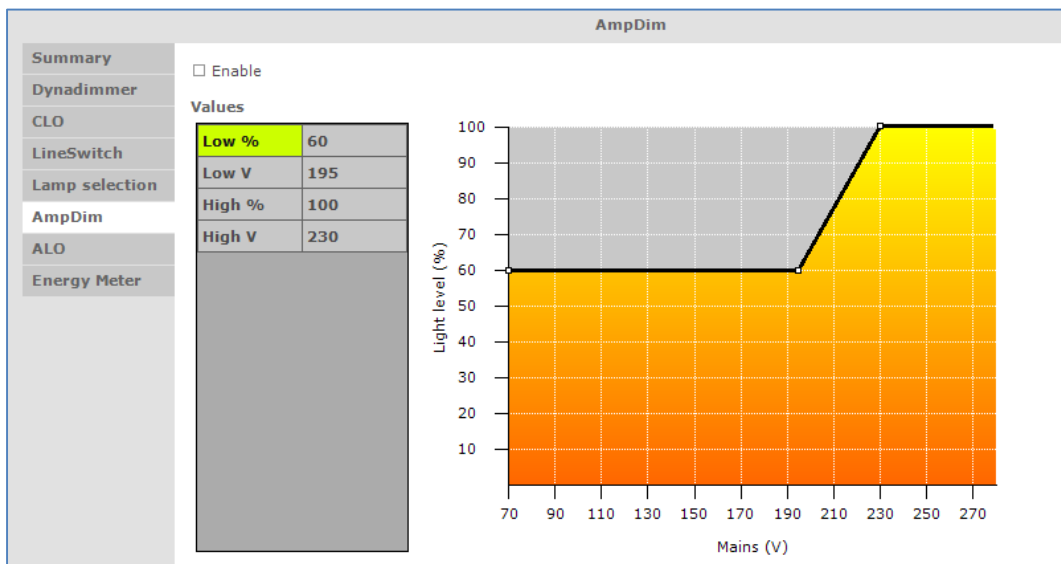 AmpDim
Summary
Dynadimmer
CLO
LineSwitch
Lamp selection
AmpDim
ALO
Energy Meter
Enable
Values
Low % 60
Low V 195
High % 100
High V 230
Light level (%)
100
90
80
70
60
50
40
30
20
10
70 90 110 130 150 170 190 210 230 250 270
Mains (V)